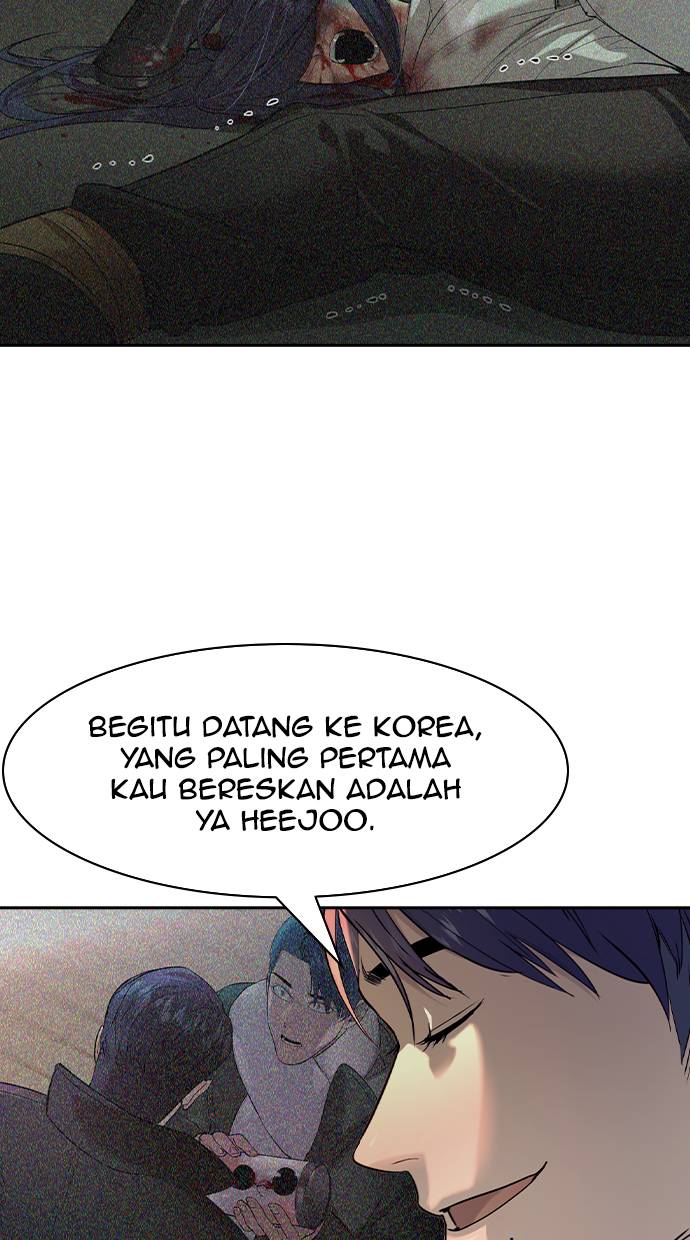 BEGITU DATANG KE KOREA,
YANG PALING PERTAMA
KAU BERESKAN ADALAH
YA HEEJOO.